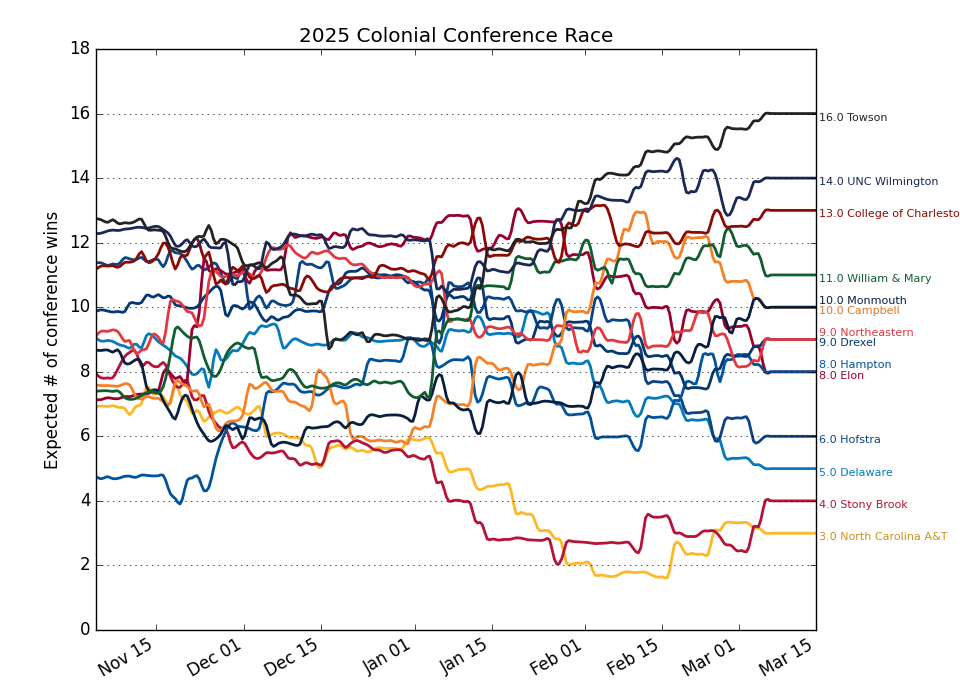 2025 Colonial Conference Race
Expected # of conference wins
18
16
14
12
10
8
6
4
2
0
16.0 Towson
14.0 UNC Wilmington
13.0 College of Charlesto
11.0 William & Mary
10.0 Monmouth
10.0 Campbell
9.0 Northeastern
9.0 Drexel
8.0 Hampton
8.0 Elon
6.0 Hofstra
5.0 Delaware
4.0 Stony Brook
3.0 North Carolina A&T
Nov 15
Dec 01
Dec 15
Jan 01
Jan 15
Feb 01
Feb 15
Mar 01
Mar 15